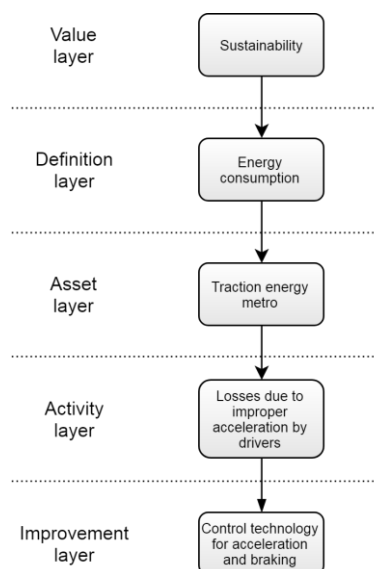 Value
layer
Sustainability
Definition
layer
Energy
consumption
Asset
layer
Traction energy
metro
Activity
layer
Losses due to
improper
acceleration by
drivers
Improvement
layer
Control technology
for acceleration
and braking